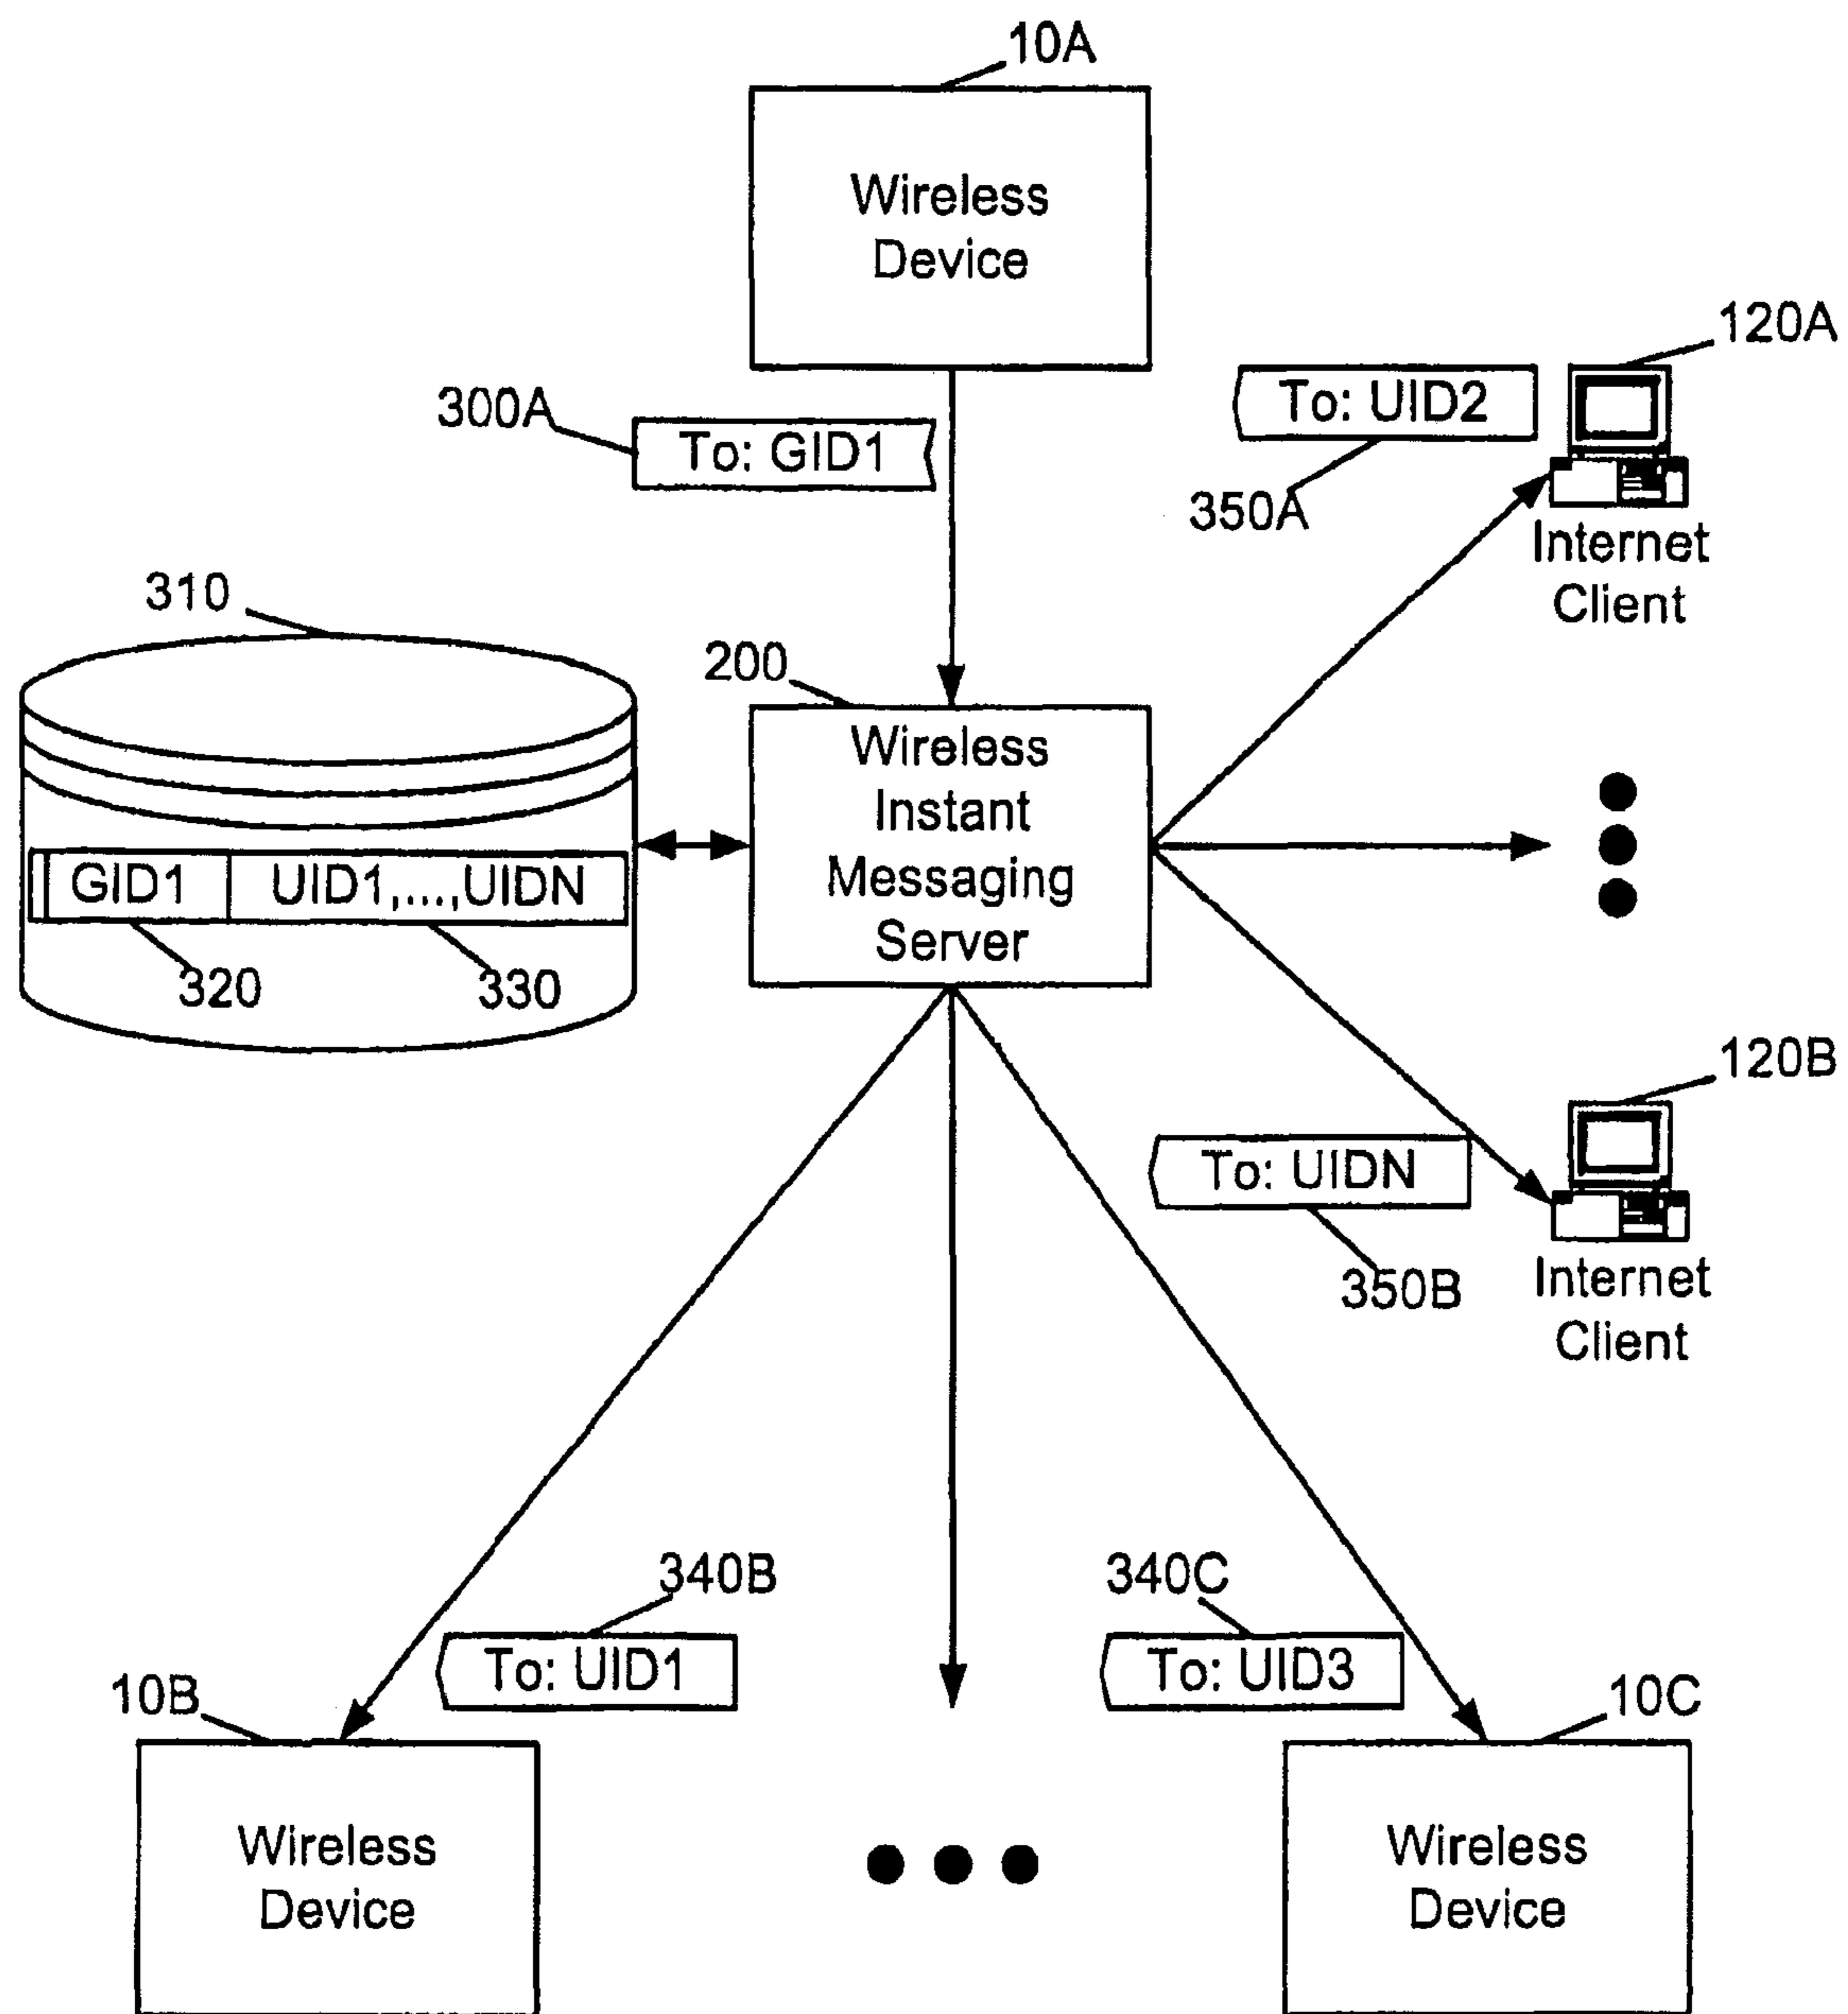 10A
Wireless
Device
120A
To: UID2
300A
To: GID1
350A
Internet
Client
310
200
Wireless
Instant
Messaging
Server
GID1
UID1,...,UIDN
320
330
120B
To: UIDN
350B
Internet
Client
340B
340C
To: UID1
To: UID3
10B
10C
Wireless
Device
Wireless
Device